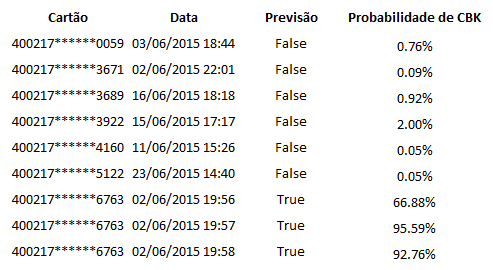 Cartão Data Previsão Probabilidade de CBK
400217******0059 03/06/2015 18:44 False 0.76%
400217******3671 02/06/2015 22:01 False 0.09%
400217******3689 16/06/2015 18:18 False 0.92%
400217******3922 15/06/2015 17:17 False 2.00%
400217******4160 11/06/2015 15:26 False 0.05%
400217******5122 23/06/2015 14:40 False 0.05%
400217******6763 02/06/2015 19:56 True 66.88%
400217******6763 02/06/2015 19:57 True 95.59%
400217******6763 02/06/2015 19:58 True 92.76%